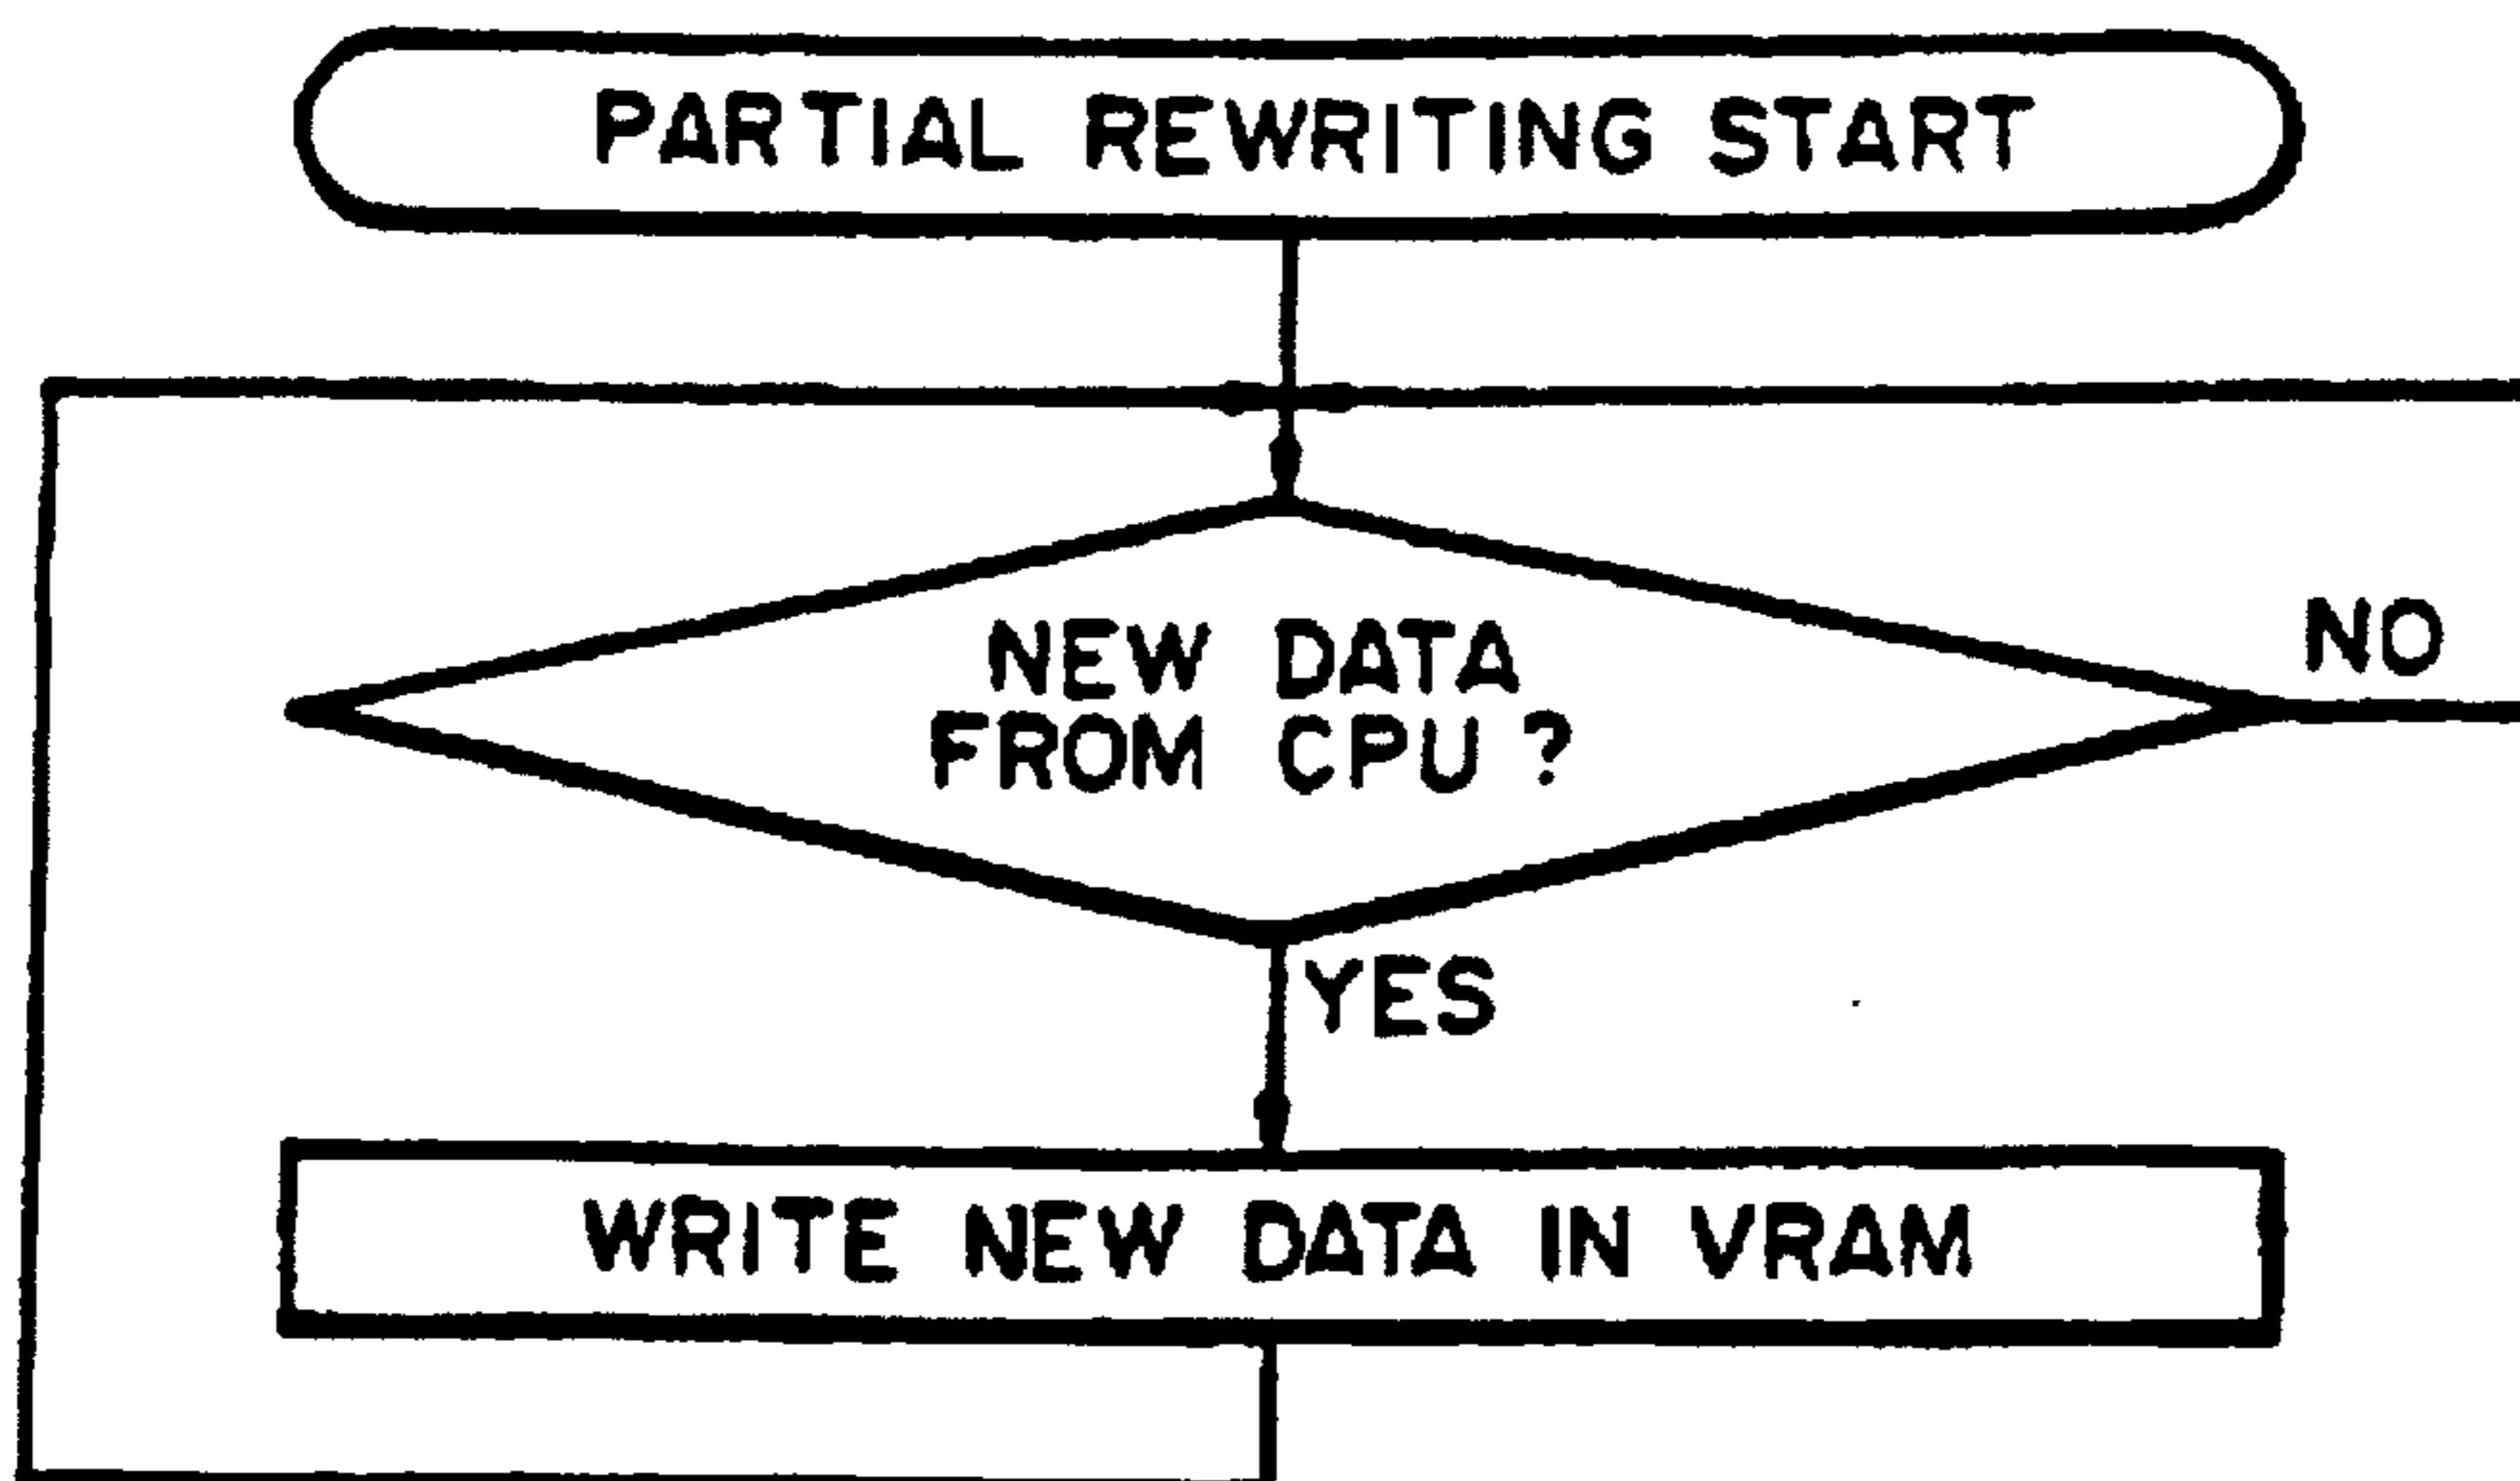 PARTIAL REWRITING START
NEW DATA
FROM CPU ?
NO
YES
WRITE NEW DATA IN VRAM